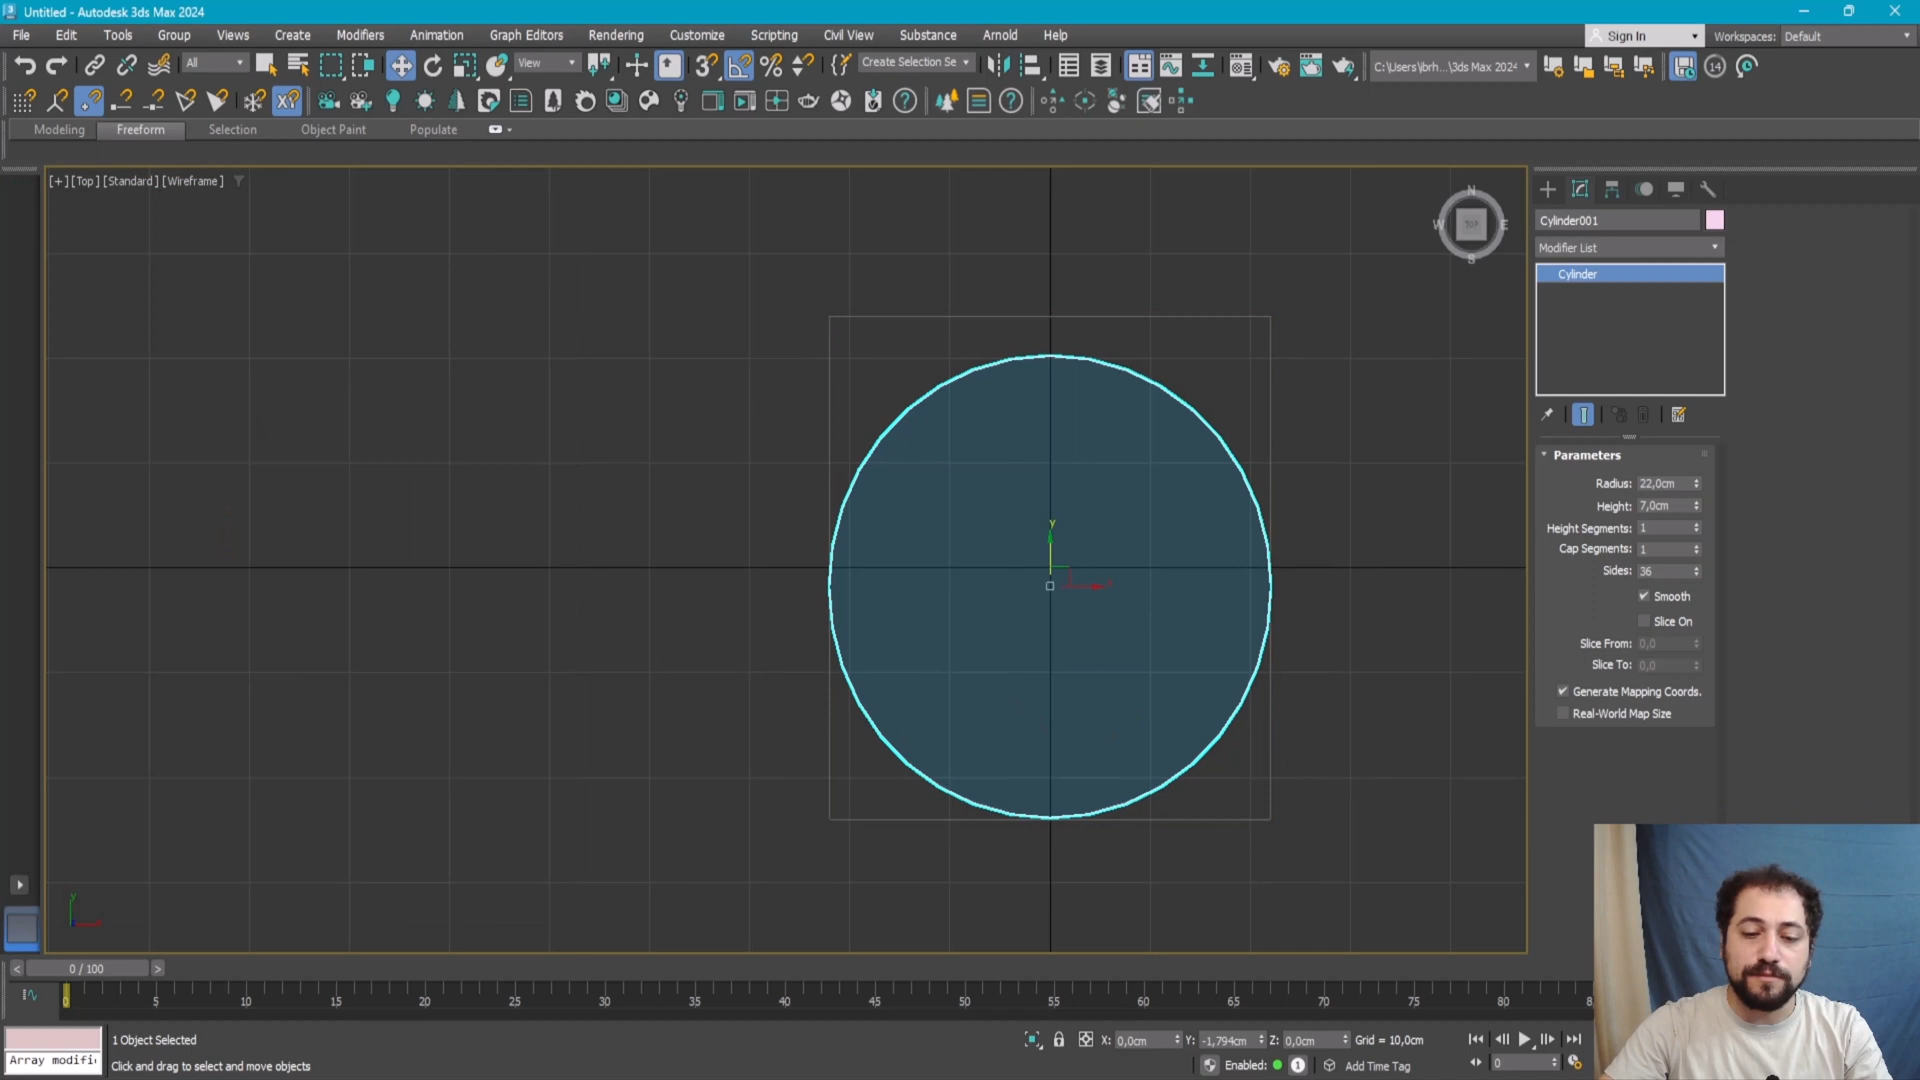 Untitled - Autodesk 3ds Max 2024
File Edit Tools Group Views Create Modifiers Animation Graph Editors Rendering Customize Scripting Civil View Substance Arnold Help
Sign In Workspaces: Default
All View Create Selection Se C:\Users\brh...\3ds Max 2024 14
Modeling Freeform Selection Object Paint Populate
[+] [Top] [Standard] [Wireframe]
N
W TOP E
S
Cylinder001
Modifier List
Cylinder
Parameters
Radius: 22,0cm
Height: 7,0cm
Height Segments: 1
Cap Segments: 1
Sides: 36
Smooth
Slice On
Slice From: 0,0
Slice To: 0,0
Generate Mapping Coords.
Real-World Map Size
y
y
< 0 / 100 >
0 5 10 15 20 25 30 35 40 45 50 55 60 65 70 75 80
1 Object Selected X: 0,0cm Y: -1,794cm Z: 0,0cm Grid = 10,0cm
Array modifi
Click and drag to select and move objects Enabled: 1 Add Time Tag 0